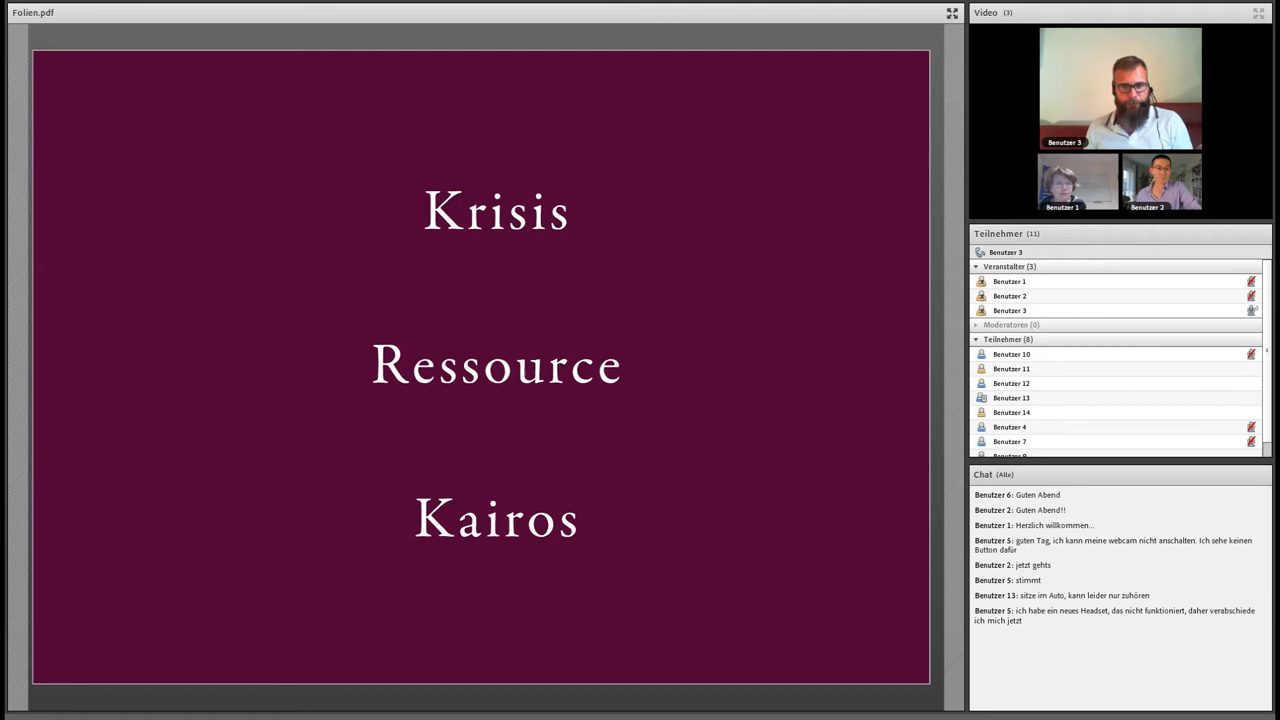 Folien.pdf
Krisis
Ressource
Kairos
Video (3)
Benutzer 3
Benutzer 1
Benutzer 2
Teilnehmer (11)
Benutzer 3
Veranstalter (3)
Benutzer 1
Benutzer 2
Benutzer 3
Moderatoren (0)
Teilnehmer (8)
Benutzer 10
Benutzer 11
Benutzer 12
Benutzer 13
Benutzer 14
Benutzer 4
Benutzer 7
Chat (Alle)
Benutzer 6: Guten Abend
Benutzer 2: Guten Abend!!
Benutzer 1: Herzlich willkommen...
Benutzer 5: guten Tag, ich kann meine webcam nicht anschalten. Ich sehe keinen
Button dafür
Benutzer 2: jetzt gehts
Benutzer 5: stimmt
Benutzer 13: sitze im Auto, kann leider nur zuhören
Benutzer 5: ich habe ein neues Headset, das nicht funktioniert, daher verabschiede
ich mich jetzt